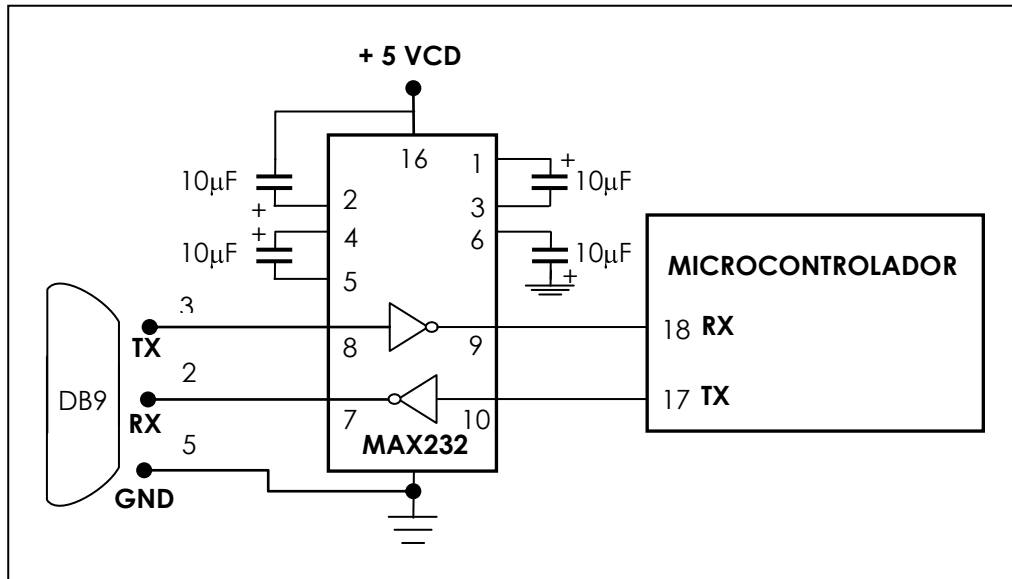 + 5 VCD
16
1
10µF
+
10µF
2
3
+
+
4
6
10µF
10µF
5
+
MICROCONTROLADOR
3
TX
8
9
18 RX
2
DB9
RX
7
10
17 TX
MAX232
5
GND